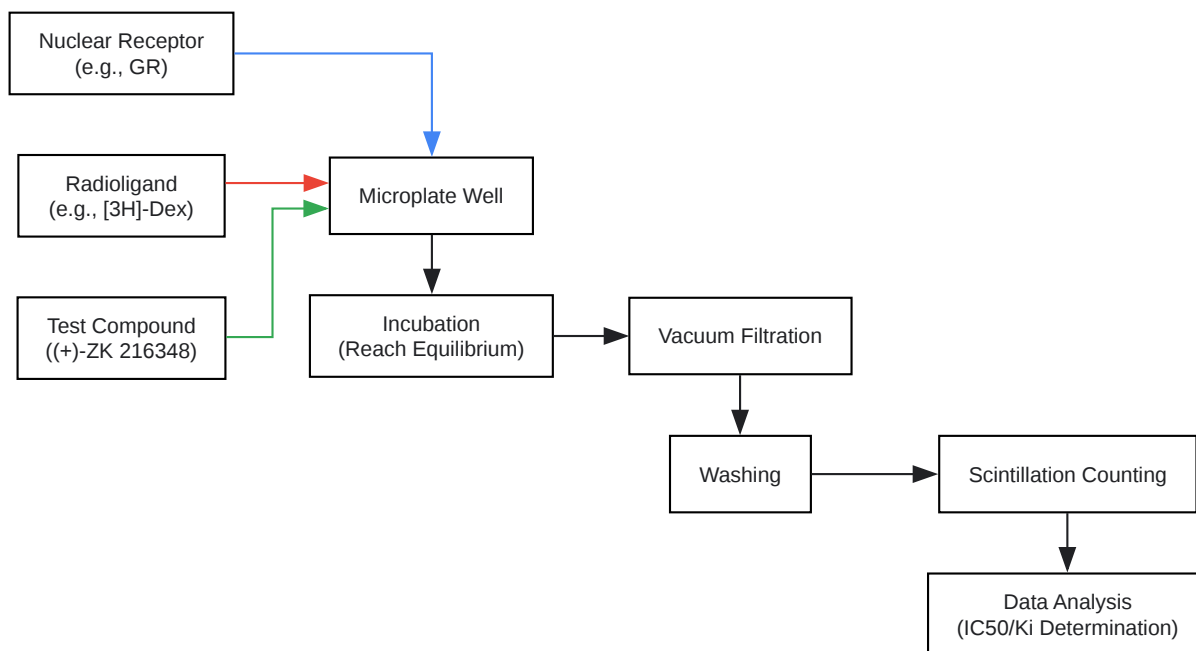 Nuclear Receptor
(e.g., GR)
Radioligand
(e.g., [3H]-Dex)
Microplate Well
Test Compound
((+)-ZK 216348)
Incubation
(Reach Equilibrium)
Vacuum Filtration
Washing
Scintillation Counting
Data Analysis
(IC50/Ki Determination)